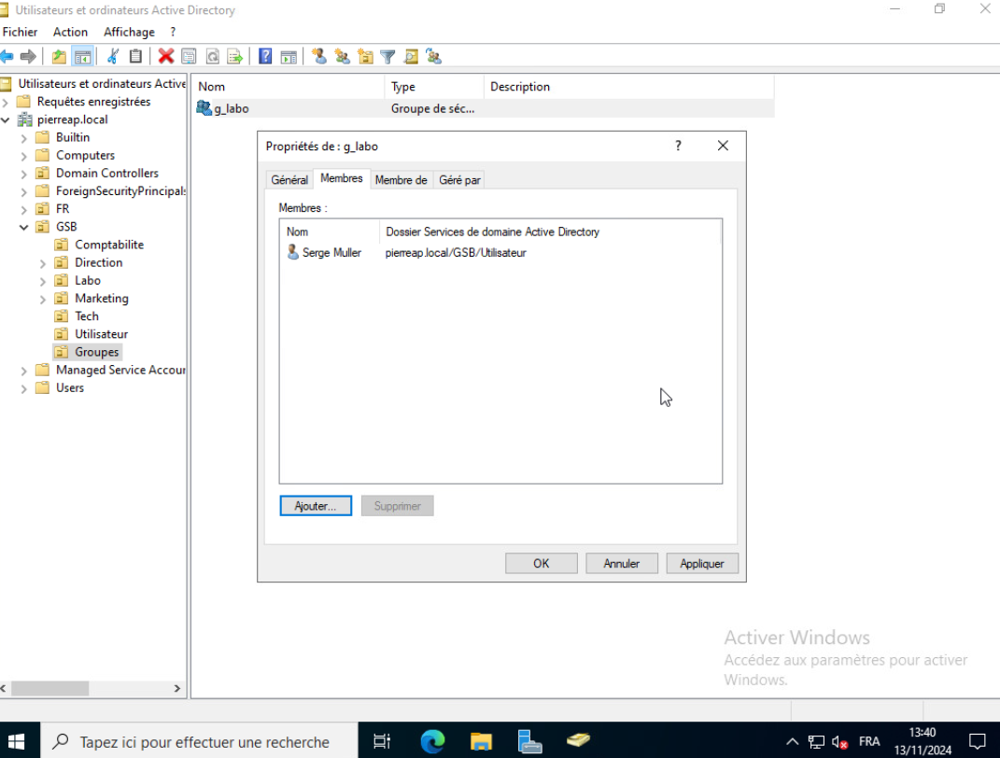 Utilisateurs et ordinateurs Active Directory
Fichier Action Affichage ?
Utilisateurs et ordinateurs Active
Requêtes enregistrées
pierreap.local
Builtin
Computers
Domain Controllers
ForeignSecurityPrincipals
FR
GSB
Comptabilite
Direction
Labo
Marketing
Tech
Utilisateur
Groupes
Managed Service Accour
Users
Nom Type Description
g_labo Groupe de séc...
Propriétés de : g_labo
?
Général Membres Membre de Géré par
Membres :
Nom Dossier Services de domaine Active Directory
Serge Muller pierreap.local/GSB/Utilisateur
Ajouter... Supprimer
OK Annuler Appliquer
Activer Windows
Accédez aux paramètres pour activer
Windows.
Tapez ici pour effectuer une recherche
FRA
13:40
13/11/2024